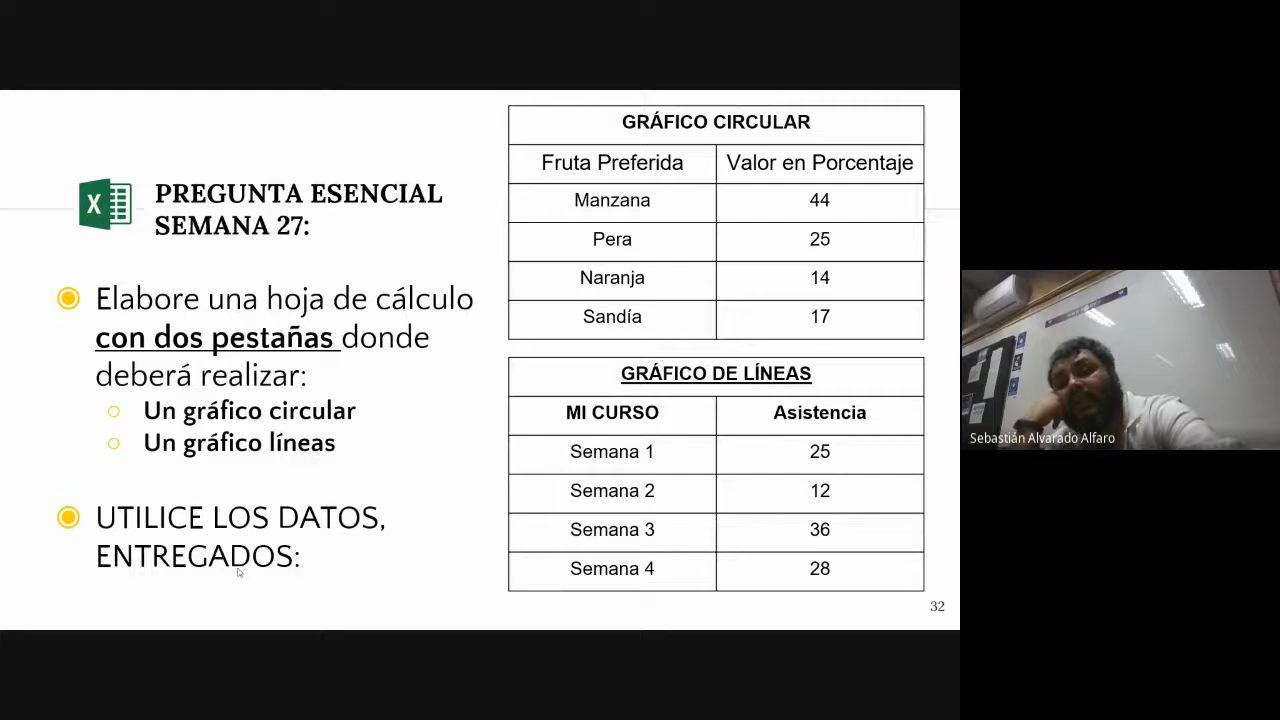 X
PREGUNTA ESENCIAL
SEMANA 27:
Elabore una hoja de cálculo
con dos pestañas donde
deberá realizar:
Un gráfico circular
Un gráfico líneas
UTILICE LOS DATOS,
ENTREGADOS:
GRÁFICO CIRCULAR
Fruta Preferida Valor en Porcentaje
Manzana 44
Pera 25
Naranja 14
Sandía 17
GRÁFICO DE LÍNEAS
MI CURSO Asistencia
Semana 1 25
Semana 2 12
Semana 3 36
Semana 4 28
32
Sebastián Alvarado Alfaro